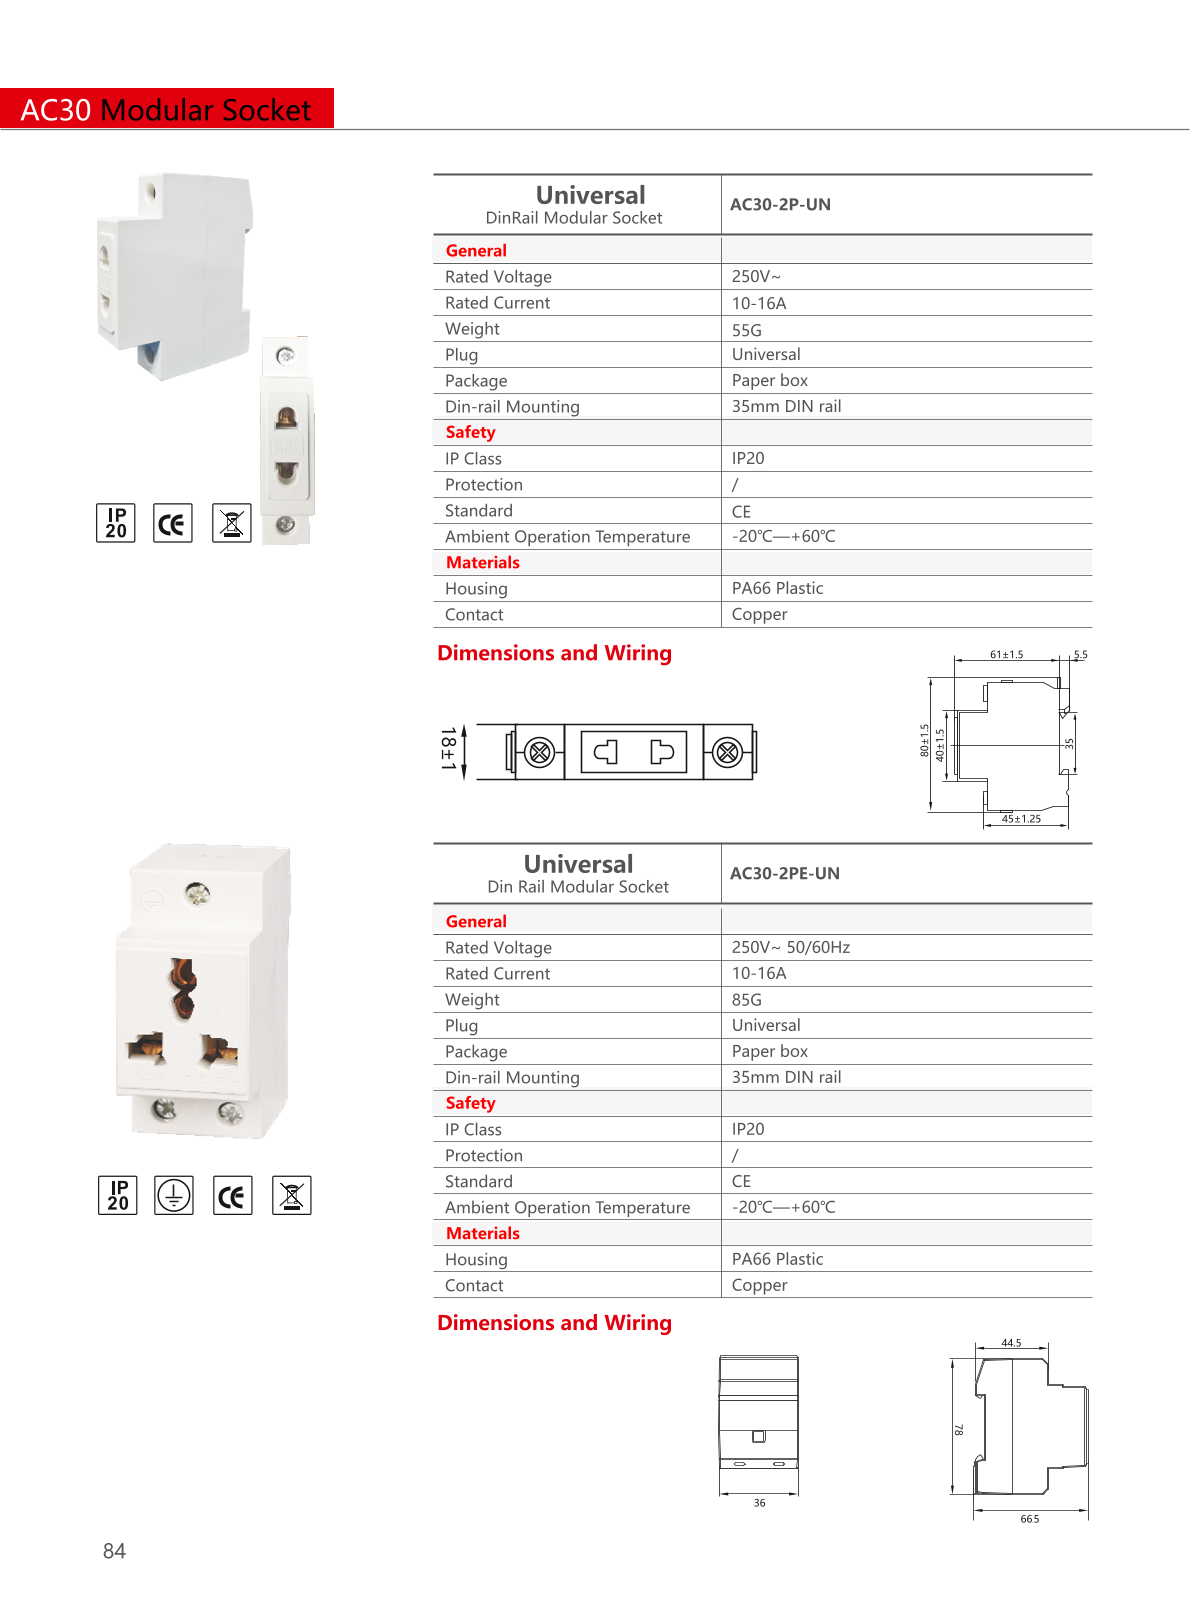 AC30 Modular Socket
Universal
DinRail Modular Socket
AC30-2P-UN
General
Rated Voltage 250V~
Rated Current 10-16A
Weight 55G
Plug Universal
Package Paper box
Din-rail Mounting 35mm DIN rail
Safety
IP Class IP20
Protection /
Standard CE
Ambient Operation Temperature -20℃—+60℃
Materials
Housing PA66 Plastic
Contact Copper
IP
20
CE
Dimensions and Wiring
18±1
61±1.5
5.5
80±1.5
40±1.5
35
45±1.25
Universal
Din Rail Modular Socket
AC30-2PE-UN
General
Rated Voltage 250V~ 50/60Hz
Rated Current 10-16A
Weight 85G
Plug Universal
Package Paper box
Din-rail Mounting 35mm DIN rail
Safety
IP Class IP20
Protection /
Standard CE
Ambient Operation Temperature -20℃—+60℃
Materials
Housing PA66 Plastic
Contact Copper
IP
20
CE
Dimensions and Wiring
36
44.5
78
665
84